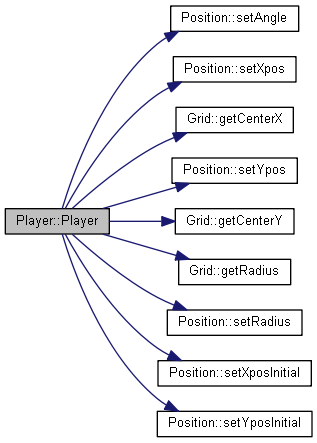 Position::setAngle
Position::setXpos
Grid::getCenterX
Position::setYpos
Player::Player
Grid::getCenterY
Grid::getRadius
Position::setRadius
Position::setXposInitial
Position::setYposInitial